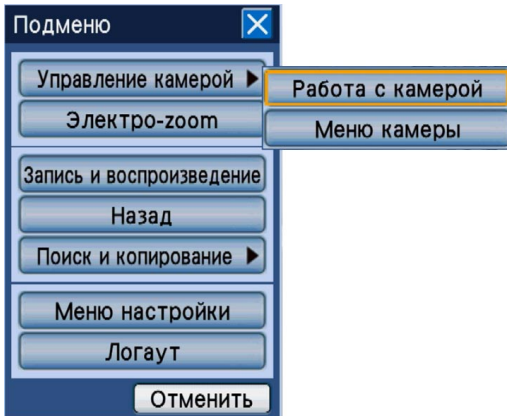 Подменю
Управление камерой
Работа с камерой
Электро-zoom
Меню камеры
Запись и воспроизведение
Назад
Поиск и копирование
Меню настройки
Логаут
Отменить